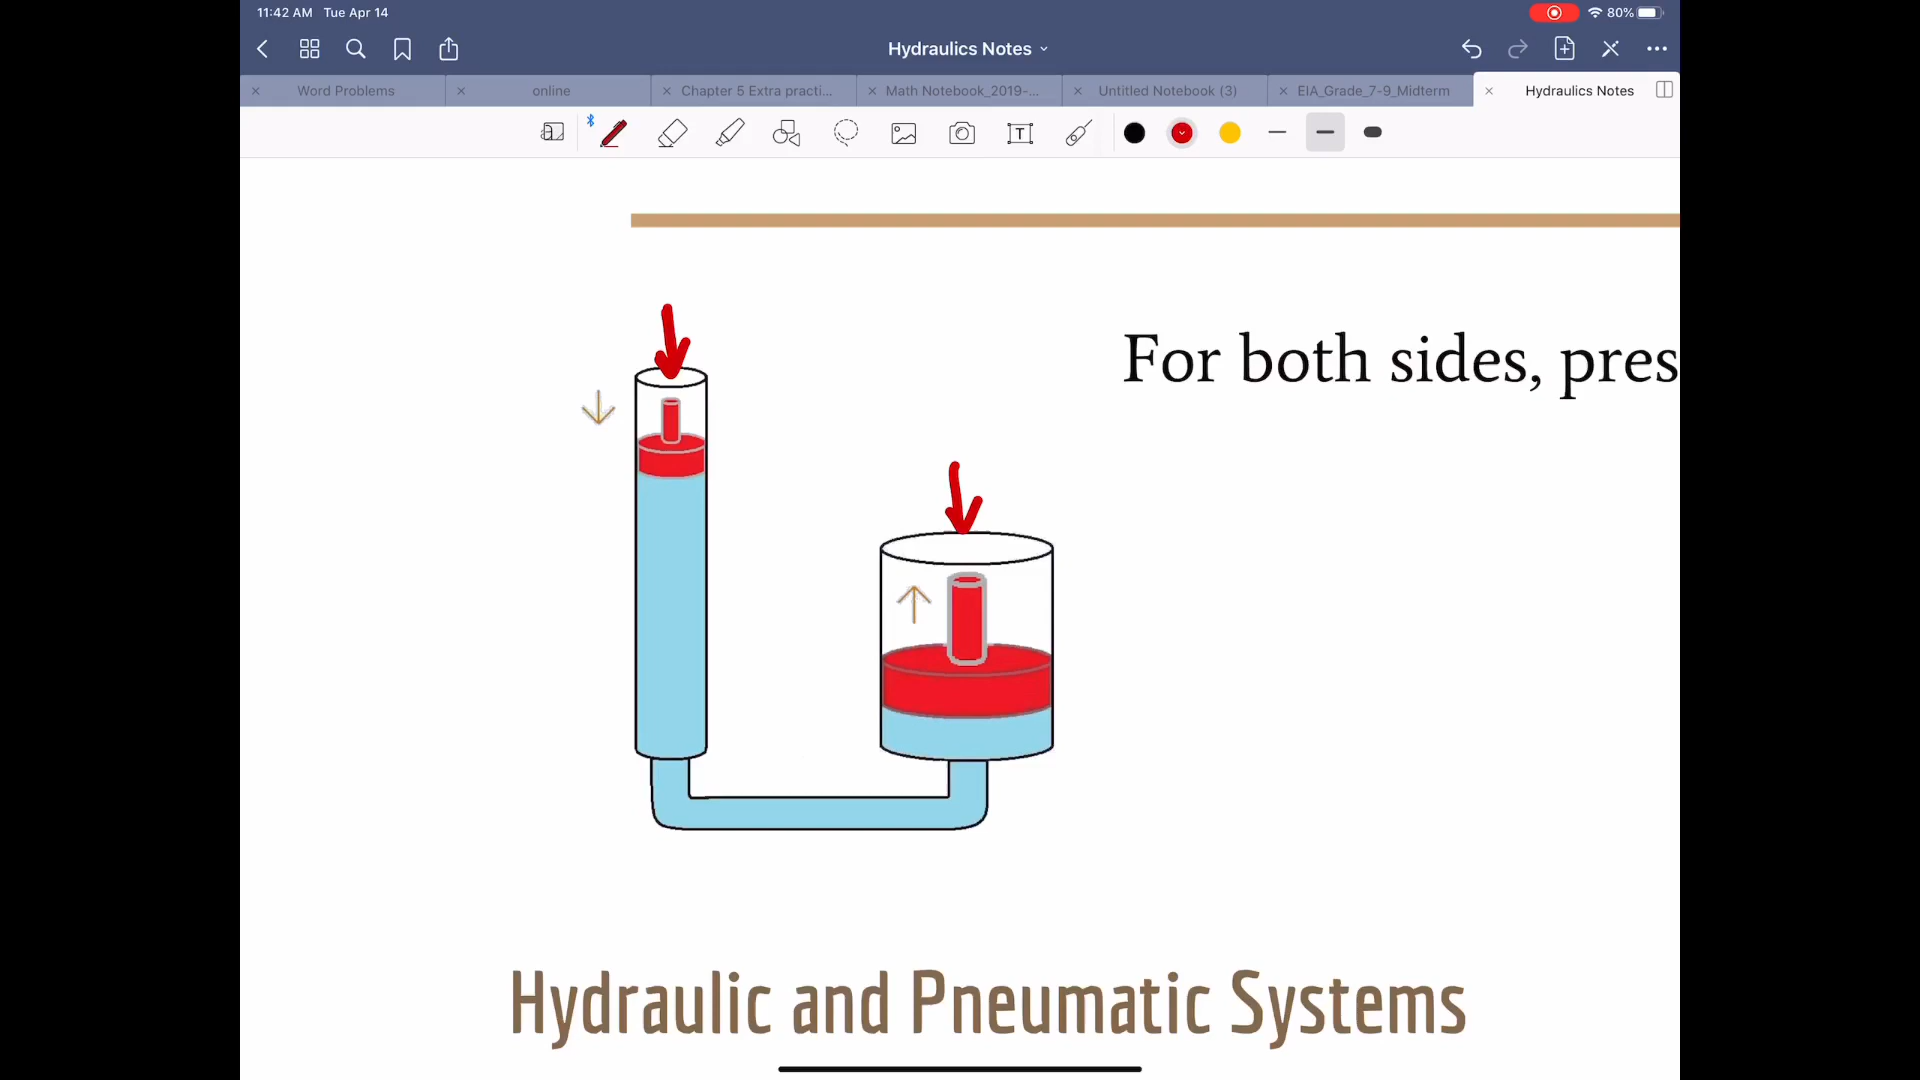 11:42 AM Tue Apr 14
80%
Hydraulics Notes
Word Problems
online
Chapter 5 Extra practi...
Math Notebook_2019-...
Untitled Notebook (3)
EIA_Grade_7-9_Midterm
Hydraulics Notes
a
T
For both sides, pres
Hydraulic and Pneumatic Systems